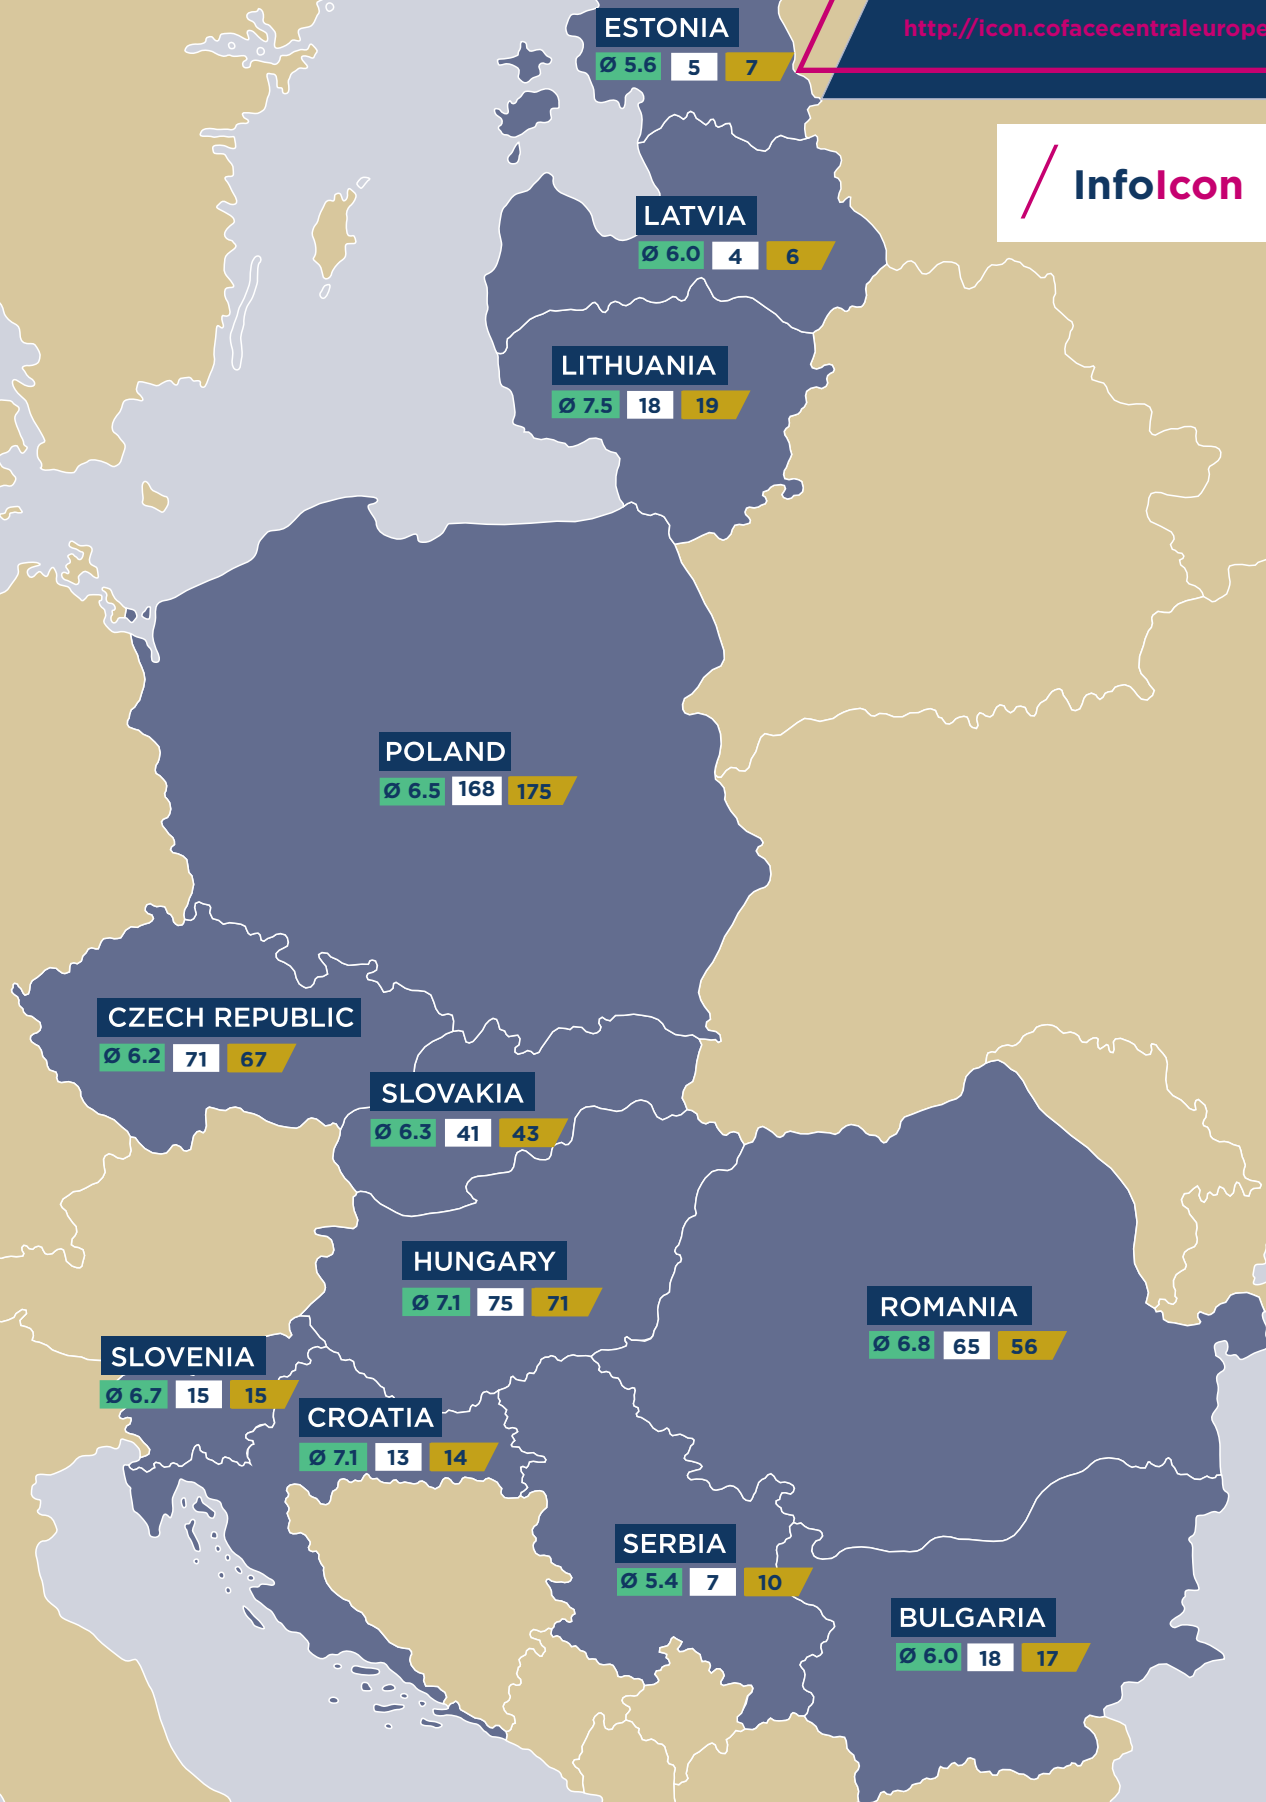 ESTONIA
Ø 5.6 5 7
http://icon.cofacecentraleurope
InfoIcon
LATVIA
Ø 6.0 4 6
LITHUANIA
Ø 7.5 18 19
POLAND
Ø 6.5 168 175
CZECH REPUBLIC
Ø 6.2 71 67
SLOVAKIA
Ø 6.3 41 43
HUNGARY
Ø 7.1 75 71
ROMANIA
Ø 6.8 65 56
SLOVENIA
Ø 6.7 15 15
CROATIA
Ø 7.1 13 14
SERBIA
Ø 5.4 7 10
BULGARIA
Ø 6.0 18 17